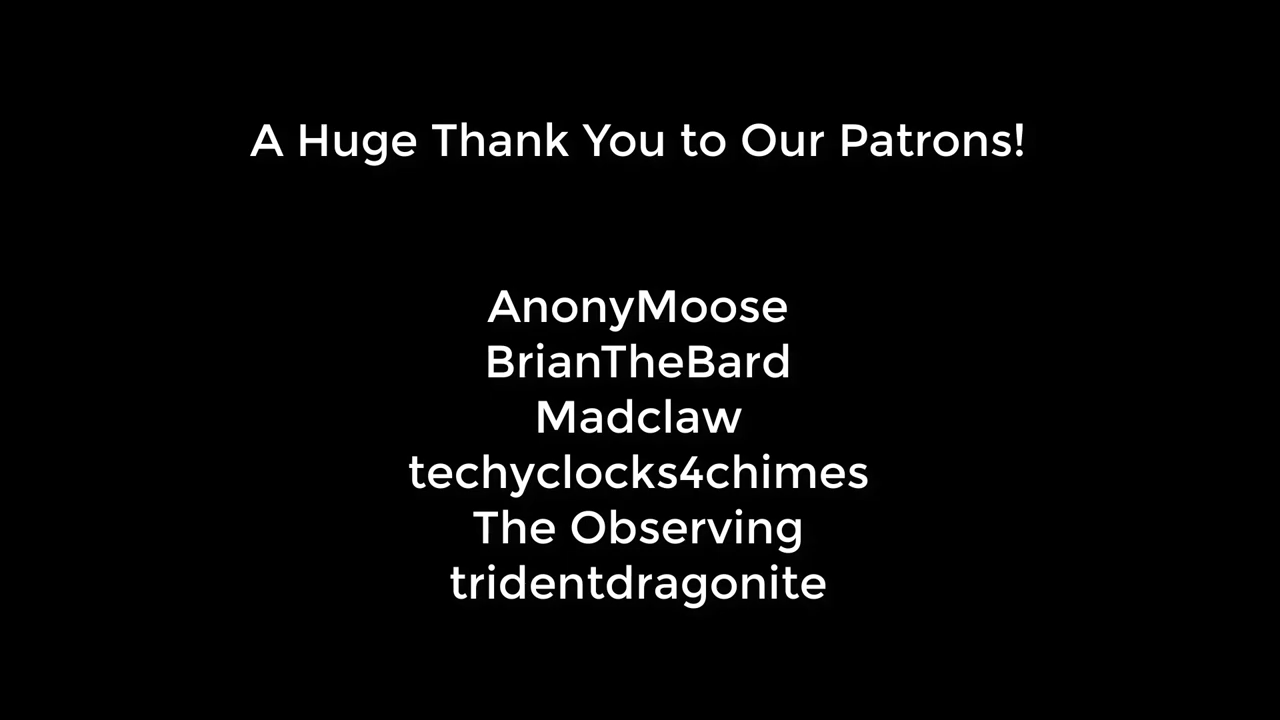 A Huge Thank You to Our Patrons!
AnonyMoose
BrianTheBard
Madclaw
techyclocks4chimes
The Observing
tridentdragonite